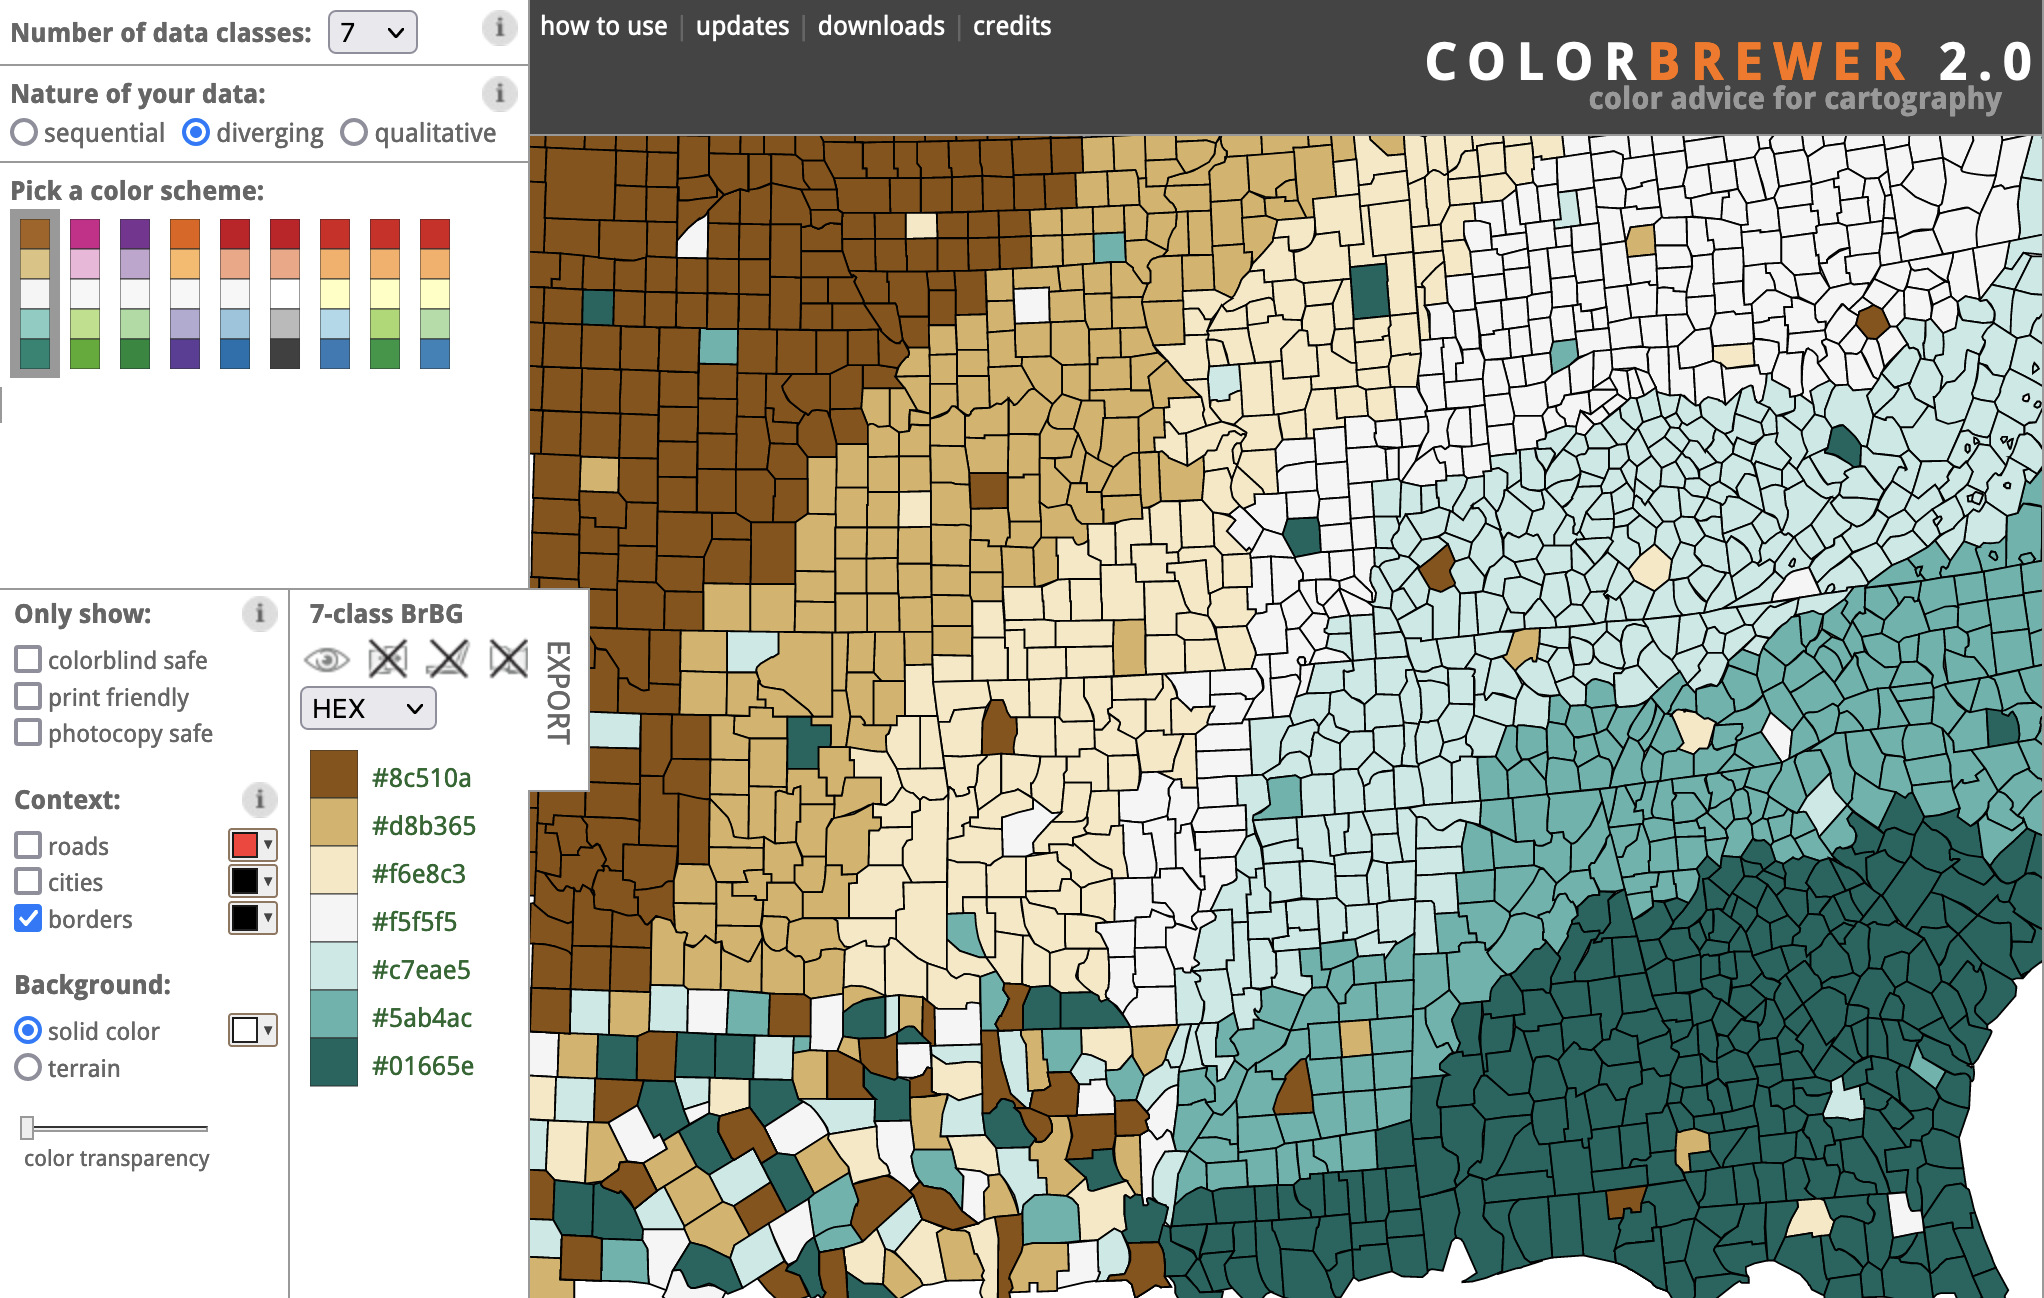 Number of data classes: 7
how to use | updates | downloads | credits
COLORBREWER 2.0
color advice for cartography
Nature of your data:
sequential diverging qualitative
Pick a color scheme:
Only show:
colorblind safe
print friendly
photocopy safe
Context:
roads
cities
borders
Background:
solid color
terrain
color transparency
7-class BrBG
EXPORT
HEX
#8c510a
#d8b365
#f6e8c3
#f5f5f5
#c7eae5
#5ab4ac
#01665e